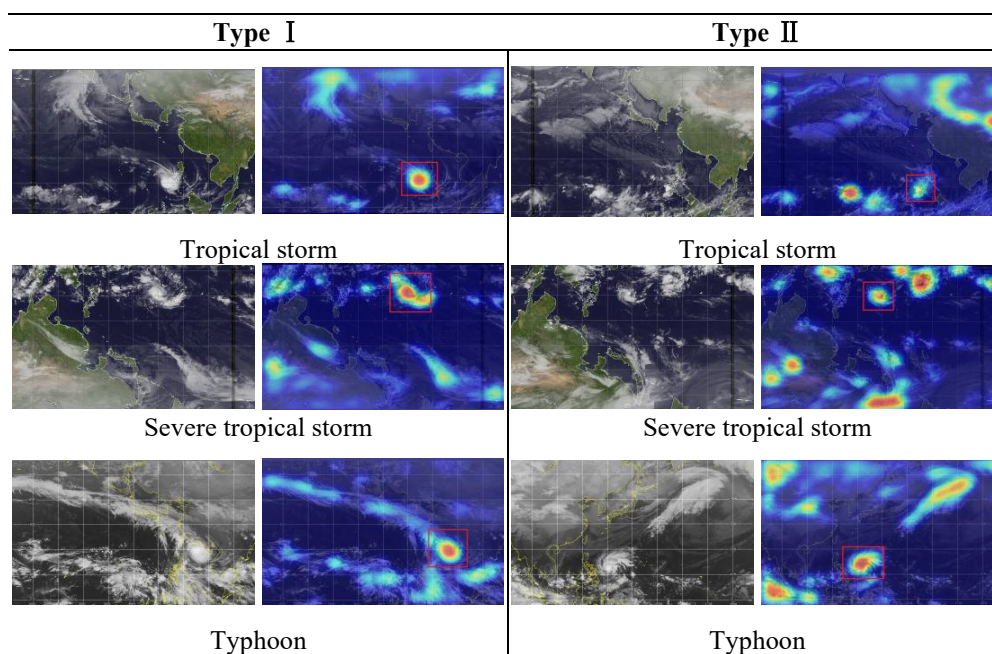 Type Ⅰ
Type Ⅱ
Tropical storm
Tropical storm
Severe tropical storm
Severe tropical storm
Typhoon
Typhoon